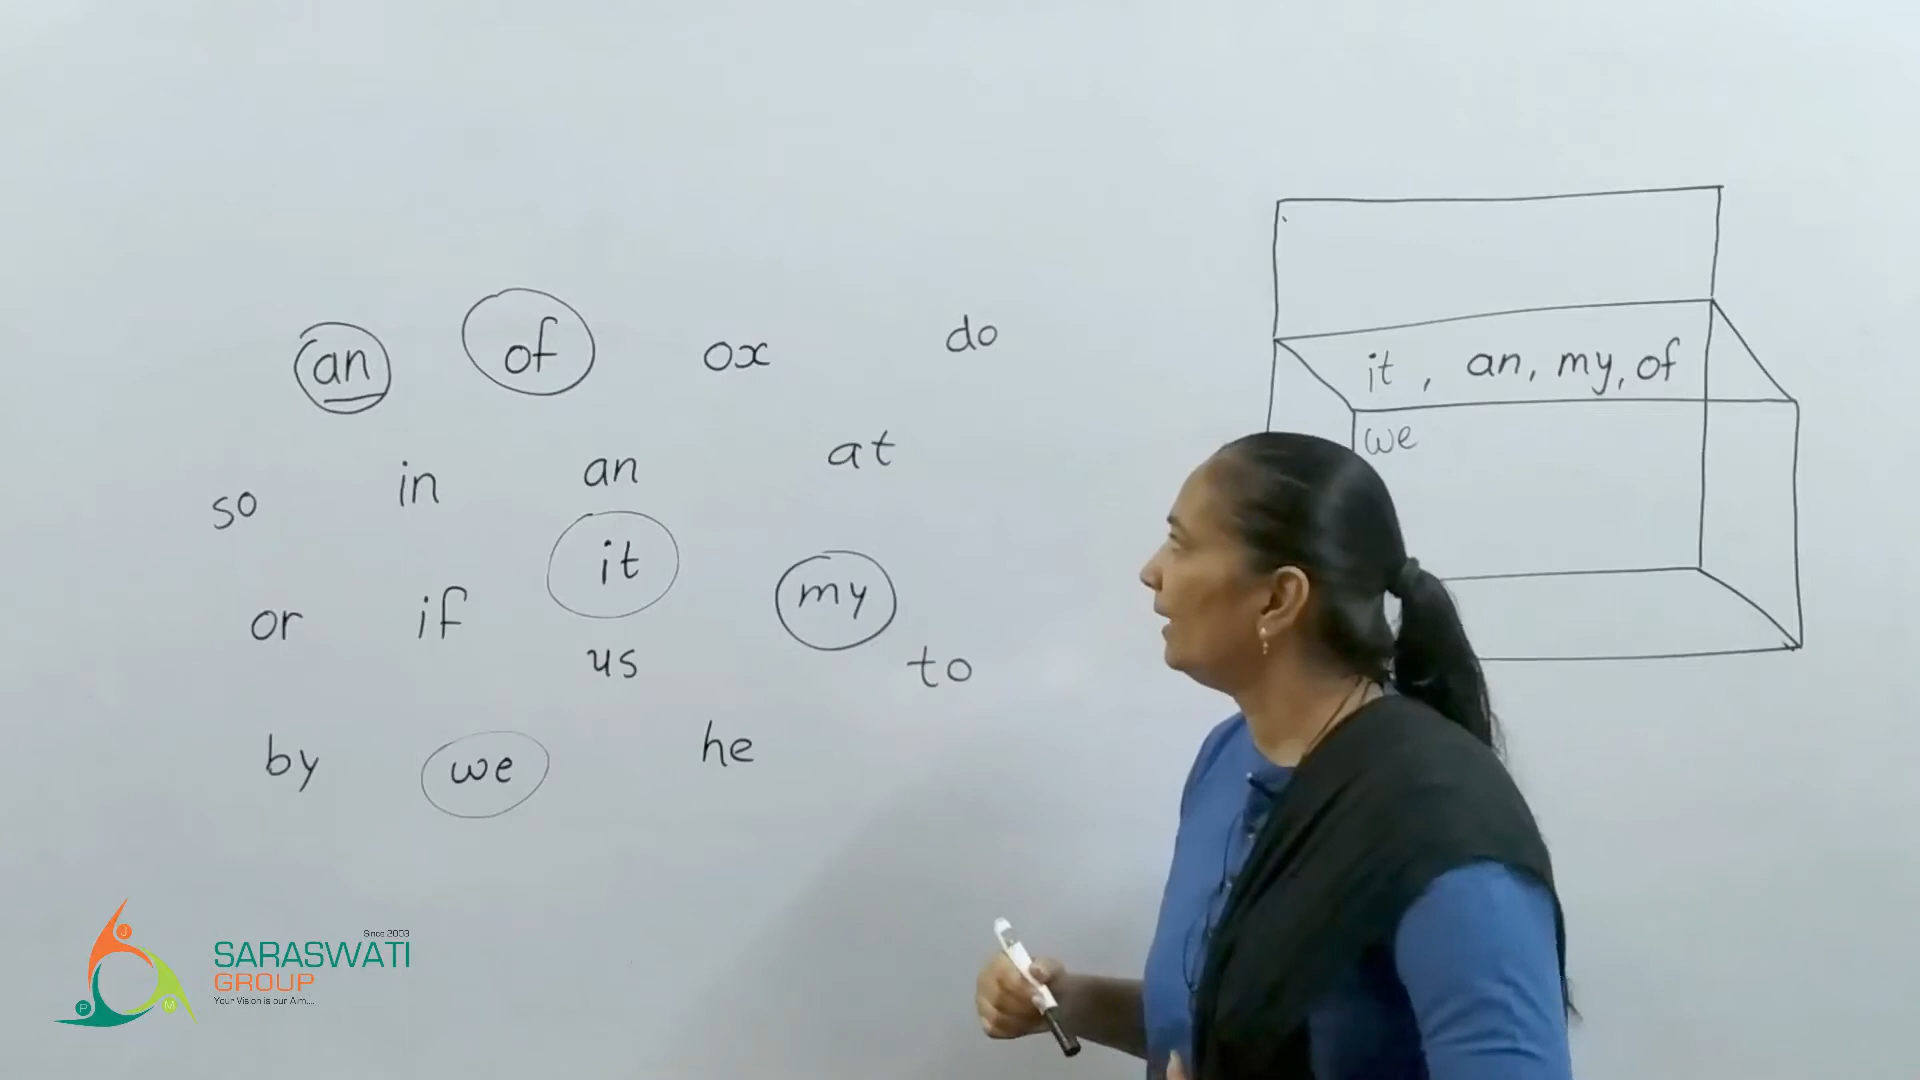 an of ox do
so in an at
or if it my
us to
by we he
it, an, my, of
we
Since 2003
SARASWATI
GROUP
Your Vision is our Aim....
J
P
M